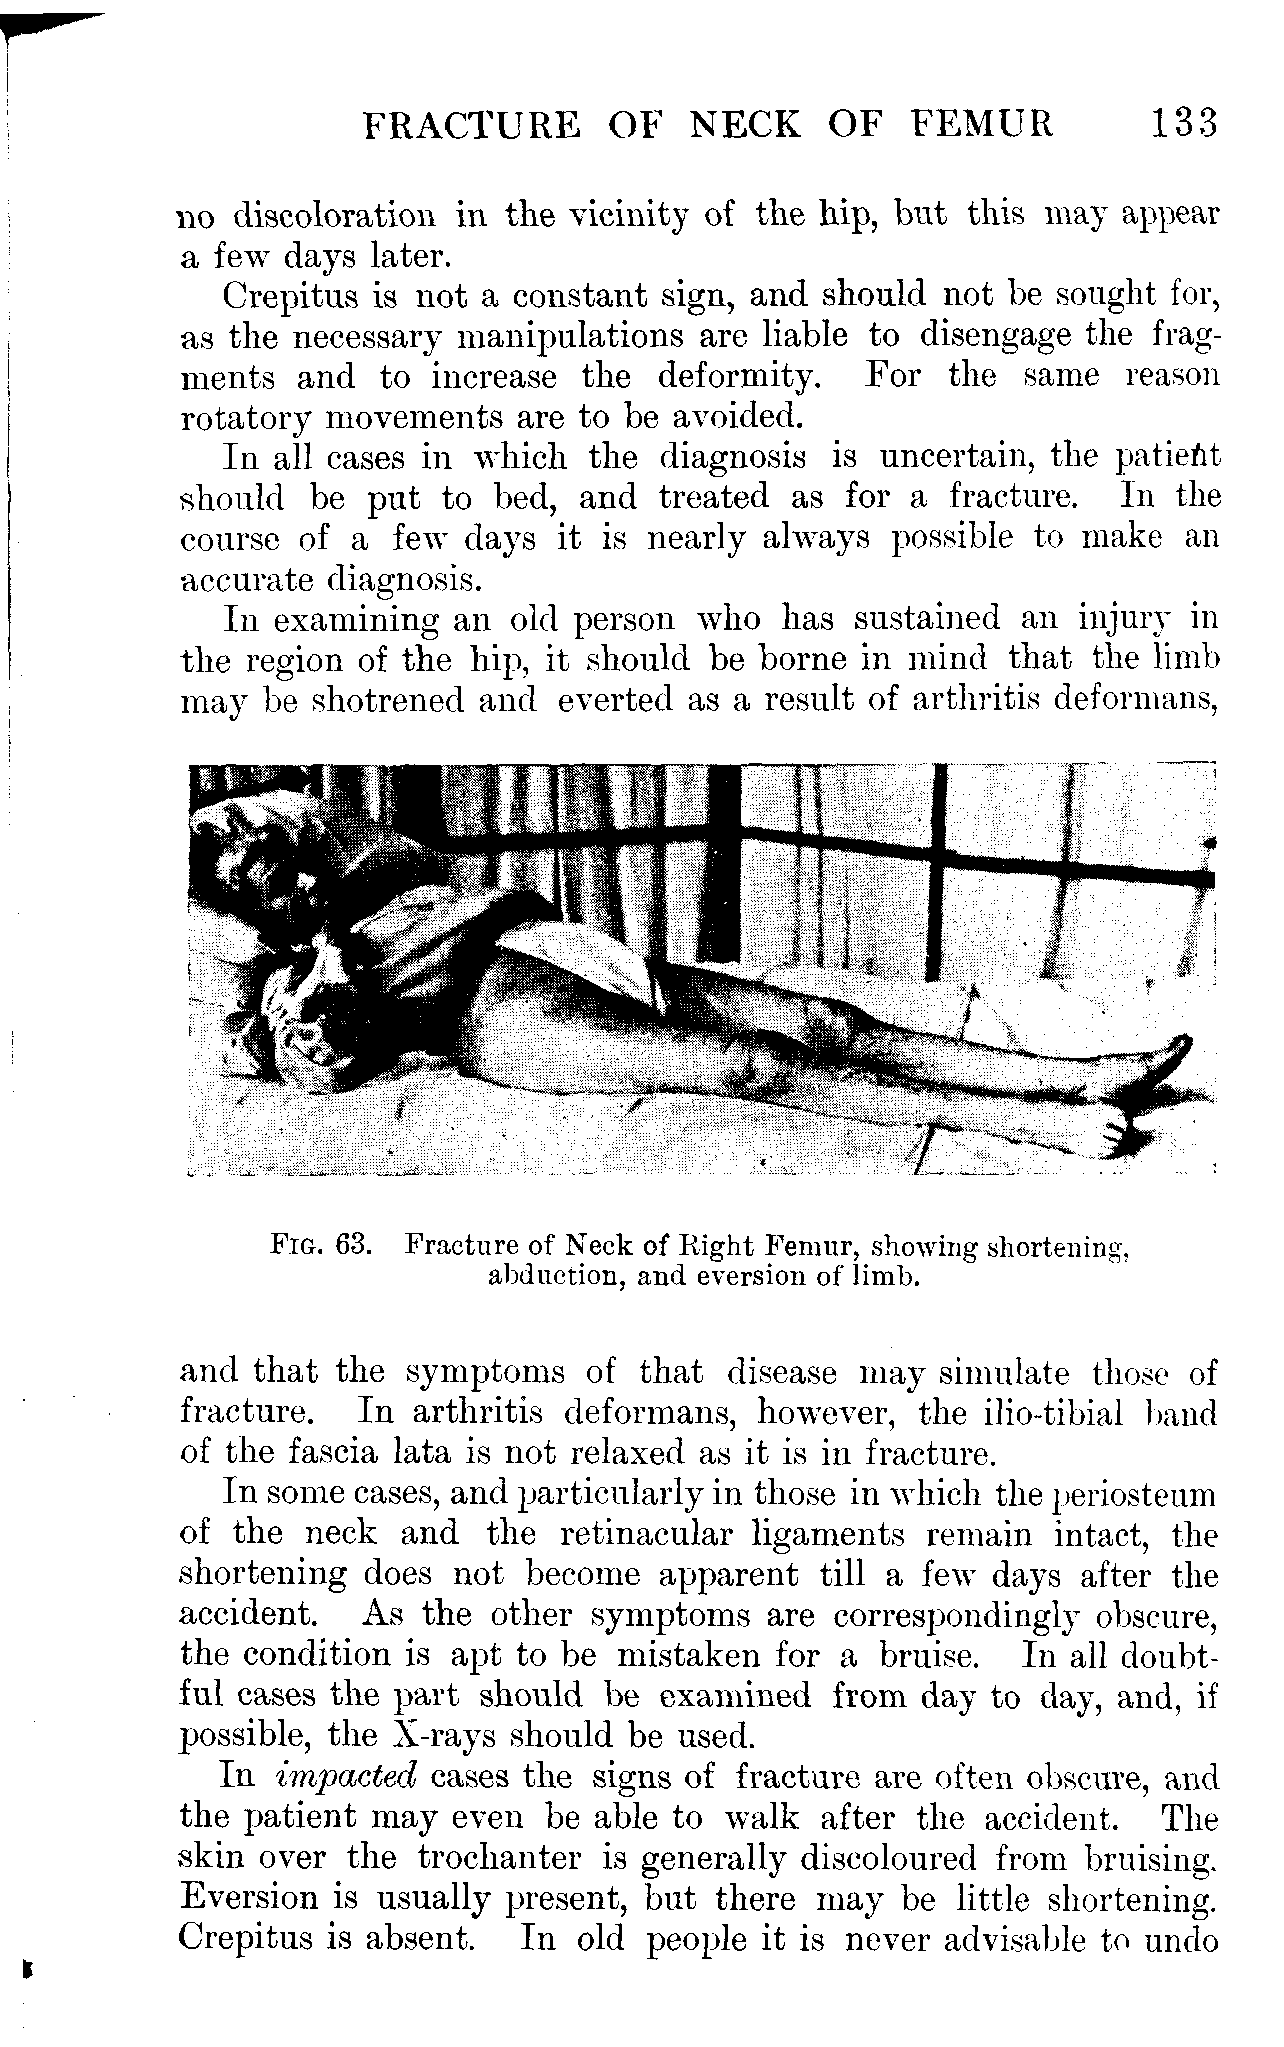 FRACTURE OF NECK OF FEMUR 133
no discoloration in the vicinity of the hip, but this may appear
a few days later.
Crepitus is not a constant sign, and should not be sought for,
as the necessary manipulations are liable to disengage the frag-
ments and to increase the deformity. For the same reason
rotatory movements are to be avoided.
In all cases in which the diagnosis is uncertain, the patient
should be put to bed, and treated as for a fracture. In the
course of a few days it is nearly always possible to make an
accurate diagnosis.
In examining an old person who has sustained an injury in
the region of the hip, it should be borne in mind that the limb
may be shotrened and everted as a result of arthritis deformans,
FIG. 63. Fracture of Neck of Right Femur, showing shortening,
abduction, and eversion of limb.
and that the symptoms of that disease may simulate those of
fracture. In arthritis deformans, however, the ilio-tibial band
of the fascia lata is not relaxed as it is in fracture.
In some cases, and particularly in those in which the periosteum
of the neck and the retinacular ligaments remain intact, the
shortening does not become apparent till a few days after the
accident. As the other symptoms are correspondingly obscure,
the condition is apt to be mistaken for a bruise. In all doubt-
ful cases the part should be examined from day to day, and, if
possible, the X-rays should be used.
In impacted cases the signs of fracture are often obscure, and
the patient may even be able to walk after the accident. The
skin over the trochanter is generally discoloured from bruising.
Eversion is usually present, but there may be little shortening.
Crepitus is absent. In old people it is never advisable to undo